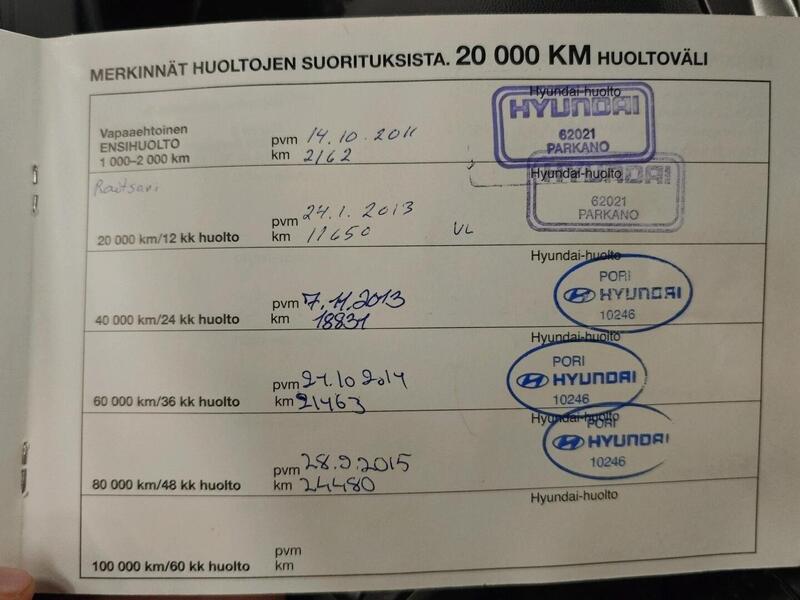 MERKINNÄT HUOLTOJEN SUORITUKSISTA. 20 000 KM HUOLTOVÄLI
Vapaaehtoinen
ENSIHUOLTO
1 000–2 000 km
pvm 14.10.2011
km 2162
Hyundai-huolto
HYUNDAI
62021
PARKANO
20 000 km/12 kk huolto
pvm 24.1.2013
km 11650
VL
Hyundai-huolto
HYUNDAI
62021
PARKANO
40 000 km/24 kk huolto
pvm 7.11.2013
km 18831
Hyundai-huolto
PORI
HYUNDAI
10246
60 000 km/36 kk huolto
pvm 27.10 2014
km 21463
Hyundai-huolto
PORI
HYUNDAI
10246
80 000 km/48 kk huolto
pvm 28.9.2015
km 24480
Hyundai-huolto
PORI
HYUNDAI
10246
100 000 km/60 kk huolto
pvm
km
Hyundai-huolto